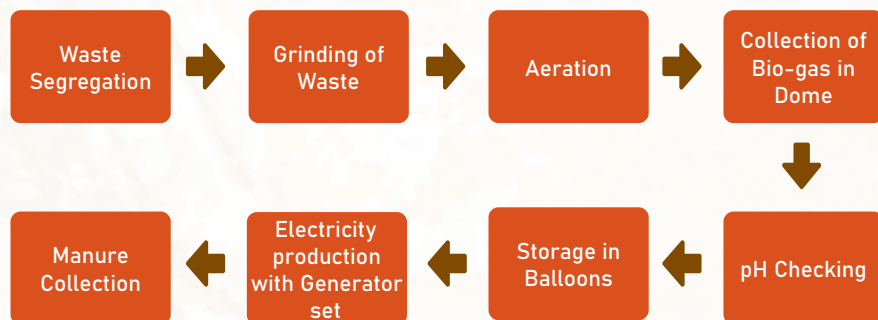 Waste
Segregation
Grinding of
Waste
Aeration
Collection of
Bio-gas in
Dome
pH Checking
Storage in
Balloons
Electricity
production
with Generator
set
Manure
Collection